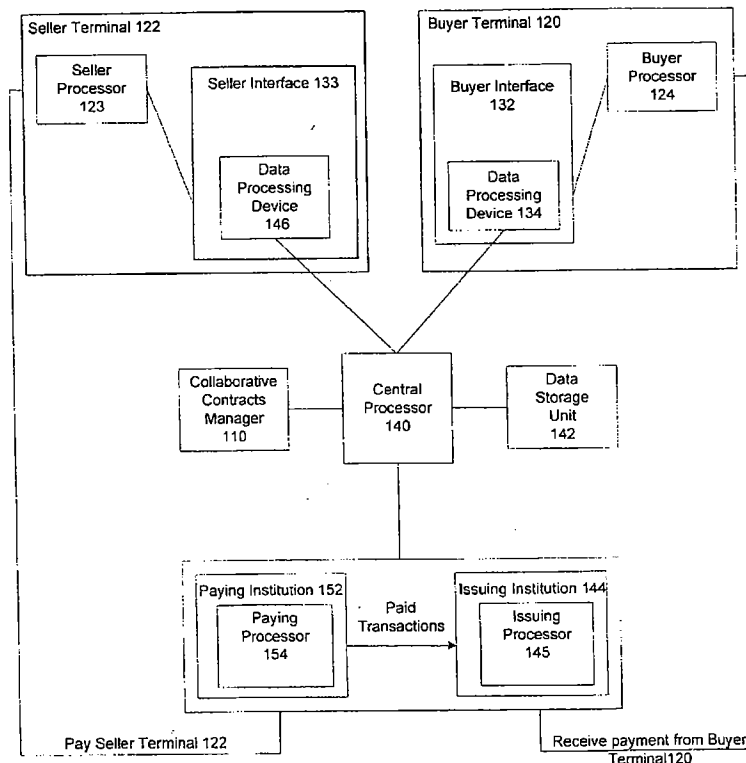 Seller Terminal 122
Seller
Processor
123
Seller Interface 133
Data
Processing
Device
146
Buyer Terminal 120
Buyer Interface
132
Data
Processing
Device 134
Buyer
Processor
124
Collaborative
Contracts
Manager
110
Central
Processor
140
Data
Storage
Unit
142
Paying Institution 152
Paying
Processor
154
Paid
Transactions
Issuing Institution 144
Issuing
Processor
145
Pay Seller Terminal 122
Receive payment from Buyer
Terminal120